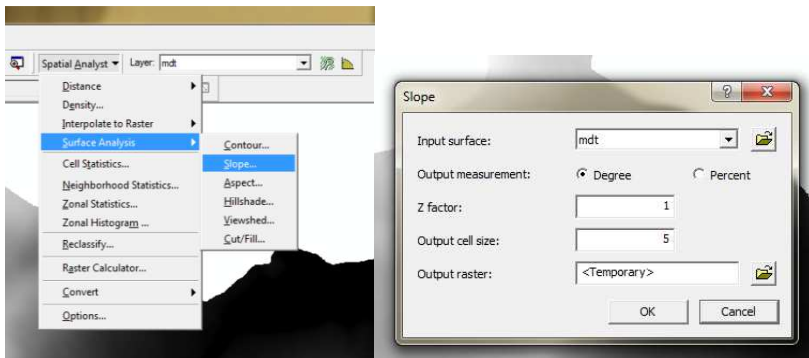 Spatial Analyst Layer: mdt
Distance
Density...
Interpolate to Raster
Surface Analysis
Cell Statistics...
Neighborhood Statistics...
Zonal Statistics...
Zonal Histogram ...
Reclassify...
Raster Calculator...
Convert
Options...
Contour...
Slope...
Aspect...
Hillshade...
Viewshed...
Cut/Fill...
Slope
Input surface: mdt
Output measurement: Degree Percent
Z factor: 1
Output cell size: 5
Output raster: <Temporary>
OK Cancel